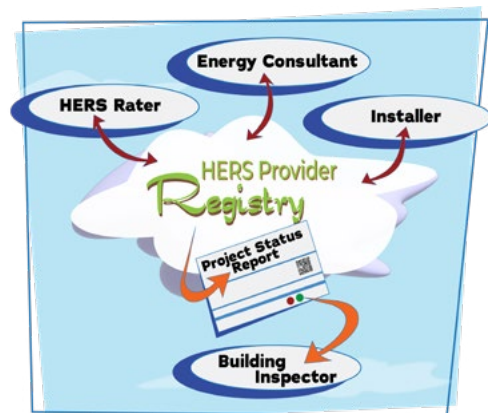 Energy Consultant
HERS Rater
Installer
HERS Provider
Registry
Project Status
Report
Building
Inspector